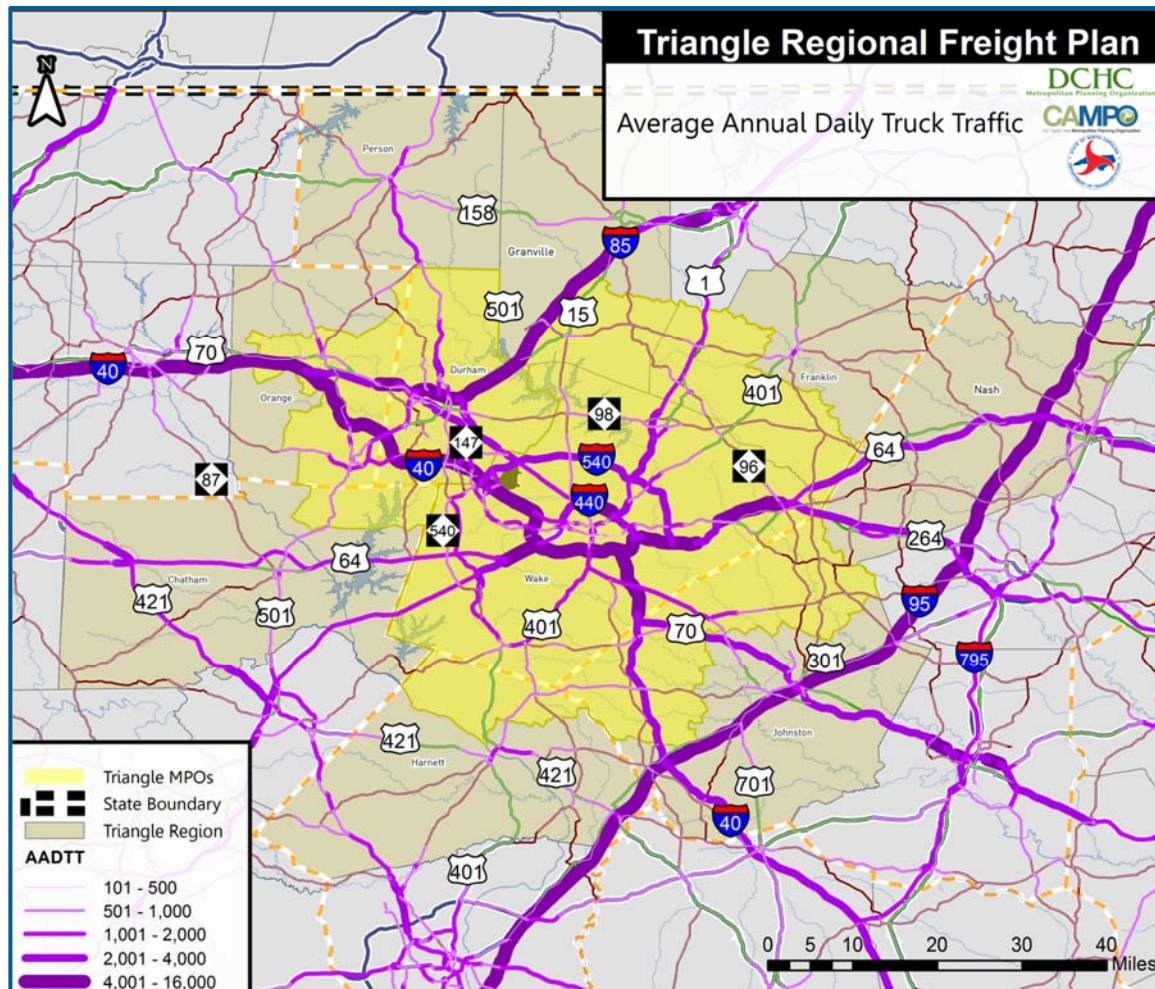 Triangle Regional Freight Plan
Average Annual Daily Truck Traffic
DCHC
Metropolitan Planning Organization
CAMPO
N
Person
158
85
Granville
1
501
15
70
40
Durham
Orange
Franklin
401
Nash
98
147
64
40
540
96
87
440
540
264
64
Chatham
Wake
421
501
95
401
70
301
795
421
Harnett
Johnston
421
701
40
401
Triangle MPOs
State Boundary
Triangle Region
AADTT
101 - 500
501 - 1,000
1,001 - 2,000
2,001 - 4,000
4,001 - 16,000
0 5 10 20 30 40
Miles